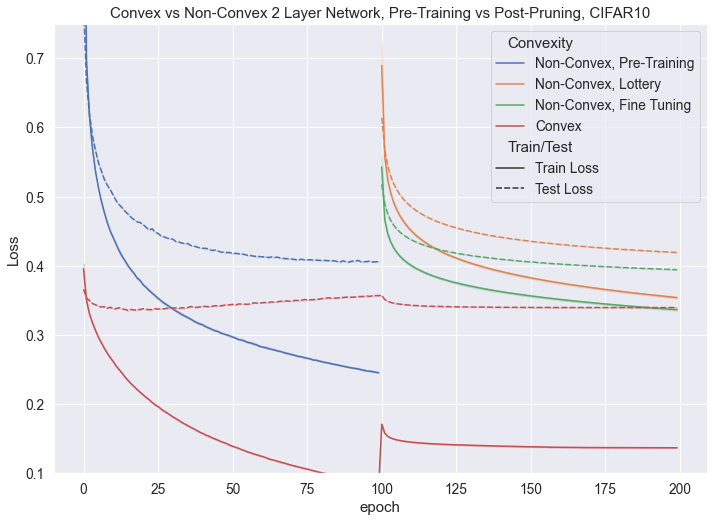 Convex vs Non-Convex 2 Layer Network, Pre-Training vs Post-Pruning, CIFAR10
Convexity
Non-Convex, Pre-Training
Non-Convex, Lottery
Non-Convex, Fine Tuning
Convex
Train/Test
Train Loss
Test Loss
Loss
0.7
0.6
0.5
0.4
0.3
0.2
0.1
0 25 50 75 100 125 150 175 200
epoch